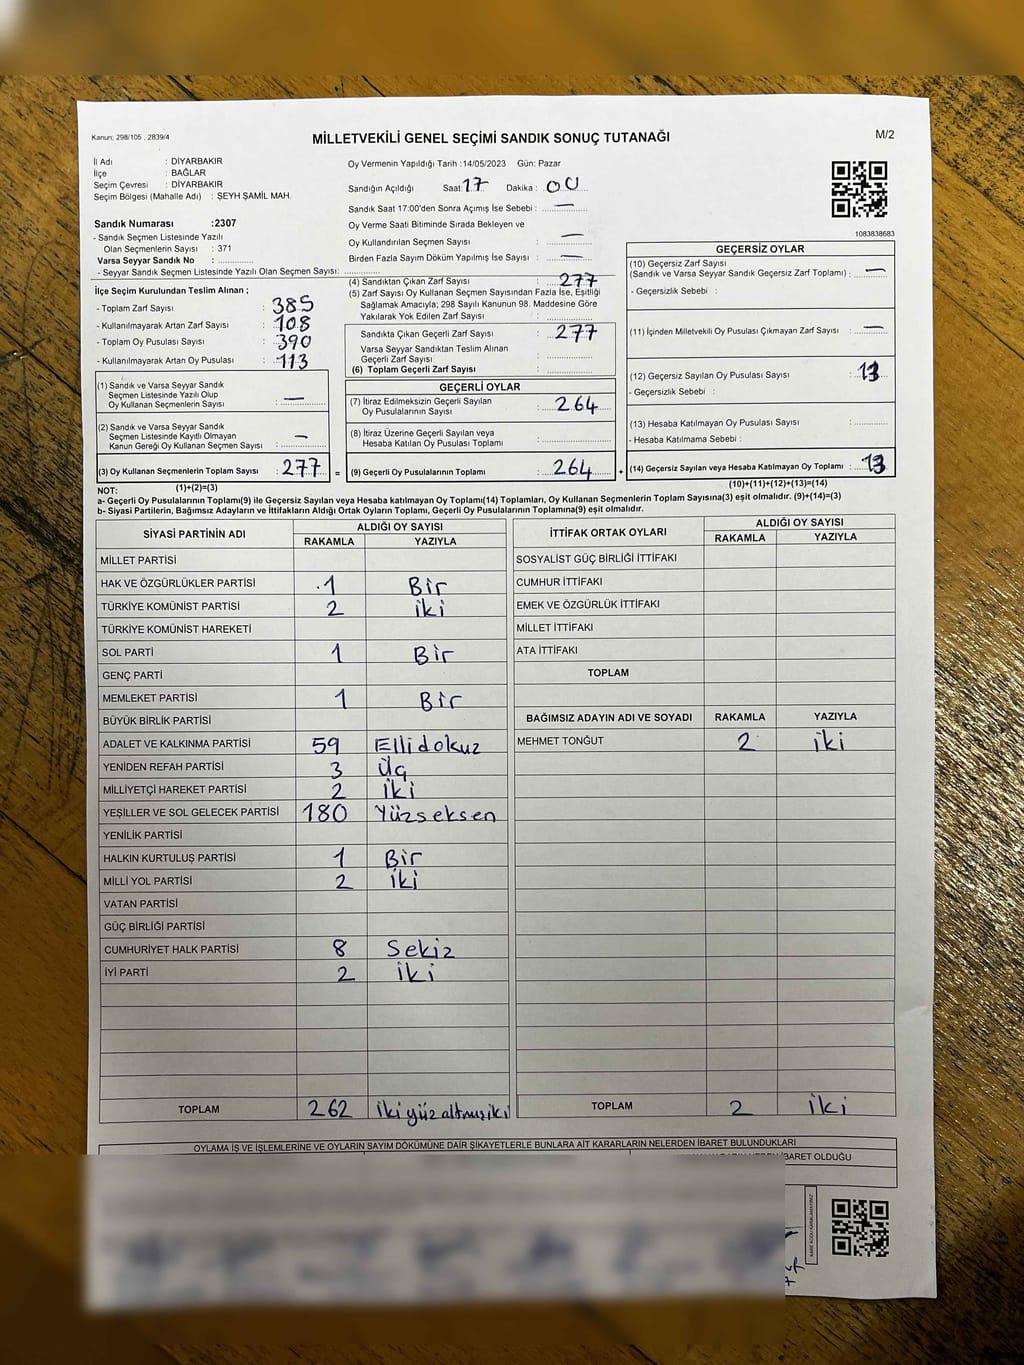 Kanun; 298/105 , 2839/4
MİLLETVEKİLİ GENEL SEÇİMİ SANDIK SONUÇ TUTANAĞI
M/2
İl Adı : DİYARBAKIR
İlçe : BAĞLAR
Seçim Çevresi : DİYARBAKIR
Seçim Bölgesi (Mahalle Adı) : ŞEYH ŞAMİL MAH.
Sandık Numarası :2307
- Sandık Seçmen Listesinde Yazılı
Olan Seçmenlerin Sayısı : 371
Varsa Seyyar Sandık No : ..................
- Seyyar Sandık Seçmen Listesinde Yazılı Olan Seçmen Sayısı: ..................
İlçe Seçim Kurulundan Teslim Alınan ;
- Toplam Zarf Sayısı : 385
- Kullanılmayarak Artan Zarf Sayısı : 108
- Toplam Oy Pusulası Sayısı : 390
- Kullanılmayarak Artan Oy Pusulası : 113
(1) Sandık ve Varsa Seyyar Sandık
Seçmen Listesinde Yazılı Olup
Oy Kullanan Seçmenlerin Sayısı : —
(2) Sandık ve Varsa Seyyar Sandık
Seçmen Listesinde Kayıtlı Olmayan
Kanun Gereği Oy Kullanan Seçmen Sayısı : —
(3) Oy Kullanan Seçmenlerin Toplam Sayısı : 277 =
Oy Vermenin Yapıldığı Tarih :14/05/2023 Gün: Pazar
Sandığın Açıldığı Saat: 17 Dakika : 00
Sandık Saat 17:00'den Sonra Açımış İse Sebebi : —
Oy Verme Saati Bitiminde Sırada Bekleyen ve
Oy Kullandırılan Seçmen Sayısı : —
Birden Fazla Sayım Döküm Yapılmış İse Sayısı : —
(4) Sandıktan Çıkan Zarf Sayısı : 277
(5) Zarf Sayısı Oy Kullanan Seçmen Sayısından Fazla İse, Eşitliği
Sağlamak Amacıyla; 298 Sayılı Kanunun 98. Maddesine Göre
Yakılarak Yok Edilen Zarf Sayısı : ..................
Sandıkta Çıkan Geçerli Zarf Sayısı : 277
Varsa Seyyar Sandıktan Teslim Alınan
Geçerli Zarf Sayısı : ..................
(6) Toplam Geçerli Zarf Sayısı : ..................
GEÇERLİ OYLAR
(7) İtiraz Edilmeksizin Geçerli Sayılan
Oy Pusulalarının Sayısı : 264
(8) İtiraz Üzerine Geçerli Sayılan veya
Hesaba Katılan Oy Pusulası Toplamı : ..................
(9) Geçerli Oy Pusulalarının Toplamı : 264 +
1083838683
GEÇERSİZ OYLAR
(10) Geçersiz Zarf Sayısı
(Sandık ve Varsa Seyyar Sandık Geçersiz Zarf Toplamı) : —
- Geçersizlik Sebebi :
(11) İçinden Milletvekili Oy Pusulası Çıkmayan Zarf Sayısı : —
(12) Geçersiz Sayılan Oy Pusulası Sayısı : 13
- Geçersizlik Sebebi :
(13) Hesaba Katılmayan Oy Pusulası Sayısı : ..................
- Hesaba Katılmama Sebebi :
(14) Geçersiz Sayılan veya Hesaba Katılmayan Oy Toplamı : 13
NOT: (1)+(2)=(3) (10)+(11)+(12)+(13)=(14)
a- Geçerli Oy Pusulalarının Toplamı(9) ile Geçersiz Sayılan veya Hesaba katılmayan Oy Toplamı(14) Toplamları, Oy Kullanan Seçmenlerin Toplam Sayısına(3) eşit olmalıdır. (9)+(14)=(3)
b- Siyasi Partilerin, Bağımsız Adayların ve İttifakların Aldığı Ortak Oyların Toplamı, Geçerli Oy Pusulalarının Toplamına(9) eşit olmalıdır.
SİYASİ PARTİNİN ADI ALDIĞI OY SAYISI
RAKAMLA YAZIYLA
MİLLET PARTİSİ
HAK VE ÖZGÜRLÜKLER PARTİSİ 1 Bir
TÜRKİYE KOMÜNİST PARTİSİ 2 iki
TÜRKİYE KOMÜNİST HAREKETİ
SOL PARTİ 1 Bir
GENÇ PARTİ
MEMLEKET PARTİSİ 1 Bir
BÜYÜK BİRLİK PARTİSİ
ADALET VE KALKINMA PARTİSİ 59 Ellidokuz
YENİDEN REFAH PARTİSİ 3 Üç
MİLLİYETÇİ HAREKET PARTİSİ 2 İki
YEŞİLLER VE SOL GELECEK PARTİSİ 180 Yüzseksen
YENİLİK PARTİSİ
HALKIN KURTULUŞ PARTİSİ 1 Bir
MİLLİ YOL PARTİSİ 2 İki
VATAN PARTİSİ
GÜÇ BİRLİĞİ PARTİSİ
CUMHURİYET HALK PARTİSİ 8 Sekiz
İYİ PARTİ 2 İki
TOPLAM 262 ikiyüzaltmışiki
İTTİFAK ORTAK OYLARI ALDIĞI OY SAYISI
RAKAMLA YAZIYLA
SOSYALİST GÜÇ BİRLİĞİ İTTİFAKI
CUMHUR İTTİFAKI
EMEK VE ÖZGÜRLÜK İTTİFAKI
MİLLET İTTİFAKI
ATA İTTİFAKI
TOPLAM
BAĞIMSIZ ADAYIN ADI VE SOYADI RAKAMLA YAZIYLA
MEHMET TONĞUT 2 iki
TOPLAM 2 iki
OYLAMA İŞ VE İŞLEMLERİNE VE OYLARIN SAYIM DÖKÜMÜNE DAİR ŞİKAYETLERLE BUNLARA AİT KARARLARIN NELERDEN İBARET BULUNDUKLARI
İBARET OLDUĞU